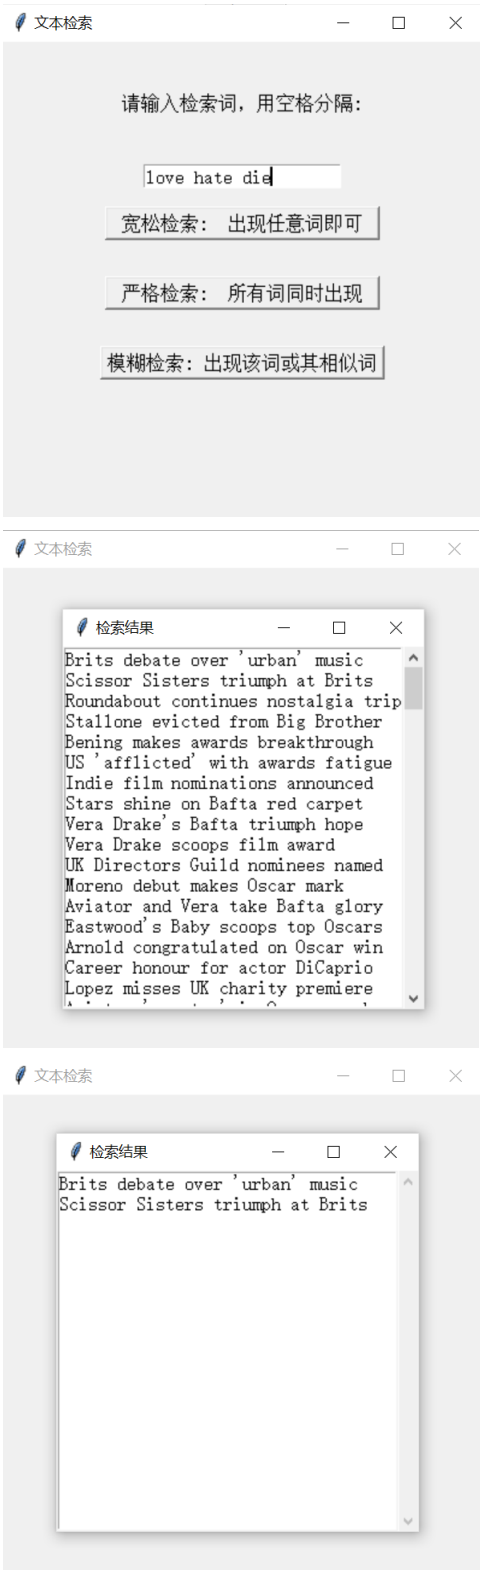 文本检索
请输入检索词，用空格分隔：
love hate die
宽松检索： 出现任意词即可
严格检索： 所有词同时出现
模糊检索：出现该词或其相似词
文本检索
检索结果
Brits debate over 'urban' music
Scissor Sisters triumph at Brits
Roundabout continues nostalgia trip
Stallone evicted from Big Brother
Bening makes awards breakthrough
US 'afflicted' with awards fatigue
Indie film nominations announced
Stars shine on Bafta red carpet
Vera Drake's Bafta triumph hope
Vera Drake scoops film award
UK Directors Guild nominees named
Moreno debut makes Oscar mark
Aviator and Vera take Bafta glory
Eastwood's Baby scoops top Oscars
Arnold congratulated on Oscar win
Career honour for actor DiCaprio
Lopez misses UK charity premiere
文本检索
检索结果
Brits debate over 'urban' music
Scissor Sisters triumph at Brits